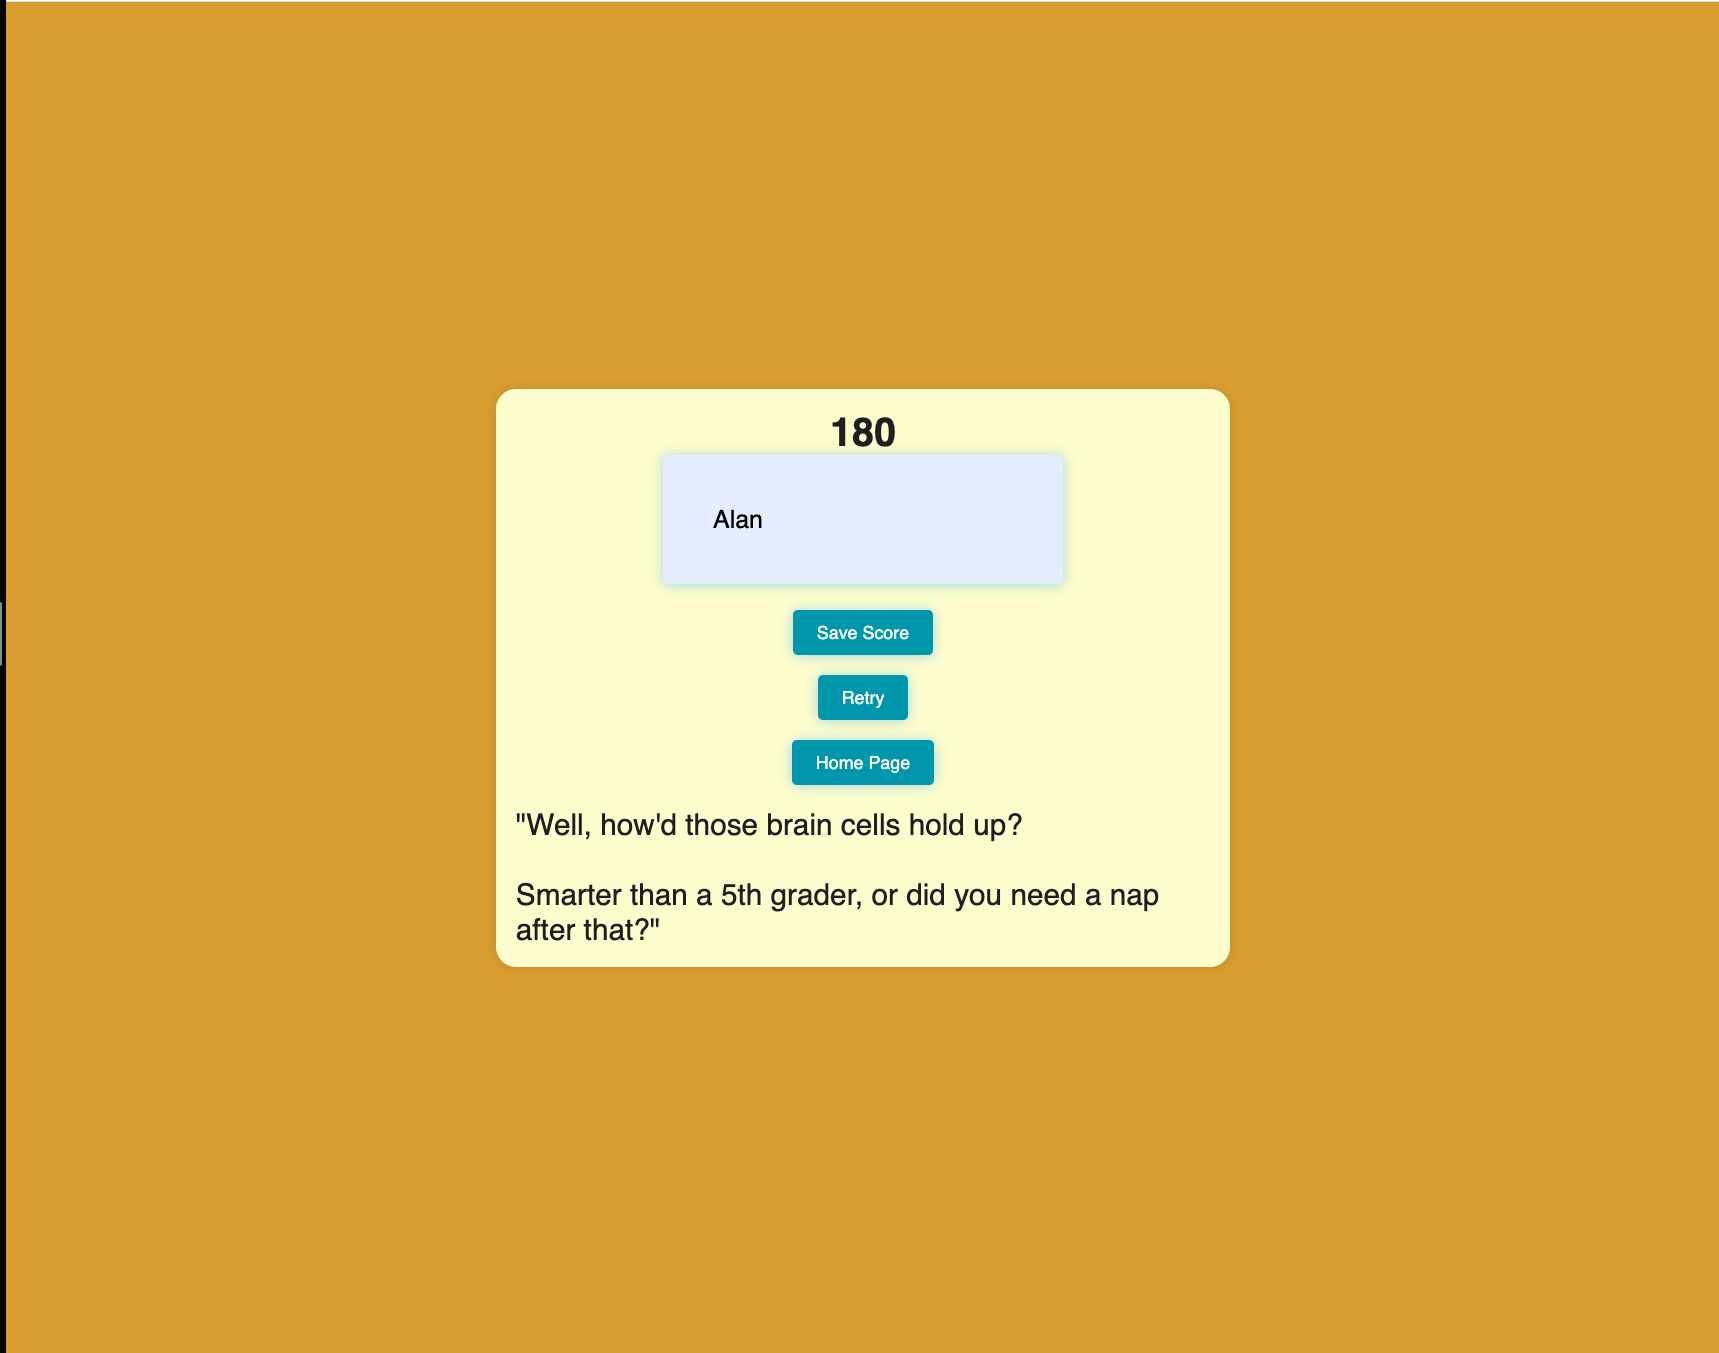 180
Alan
Save Score
Retry
Home Page
"Well, how'd those brain cells hold up?
Smarter than a 5th grader, or did you need a nap
after that?"